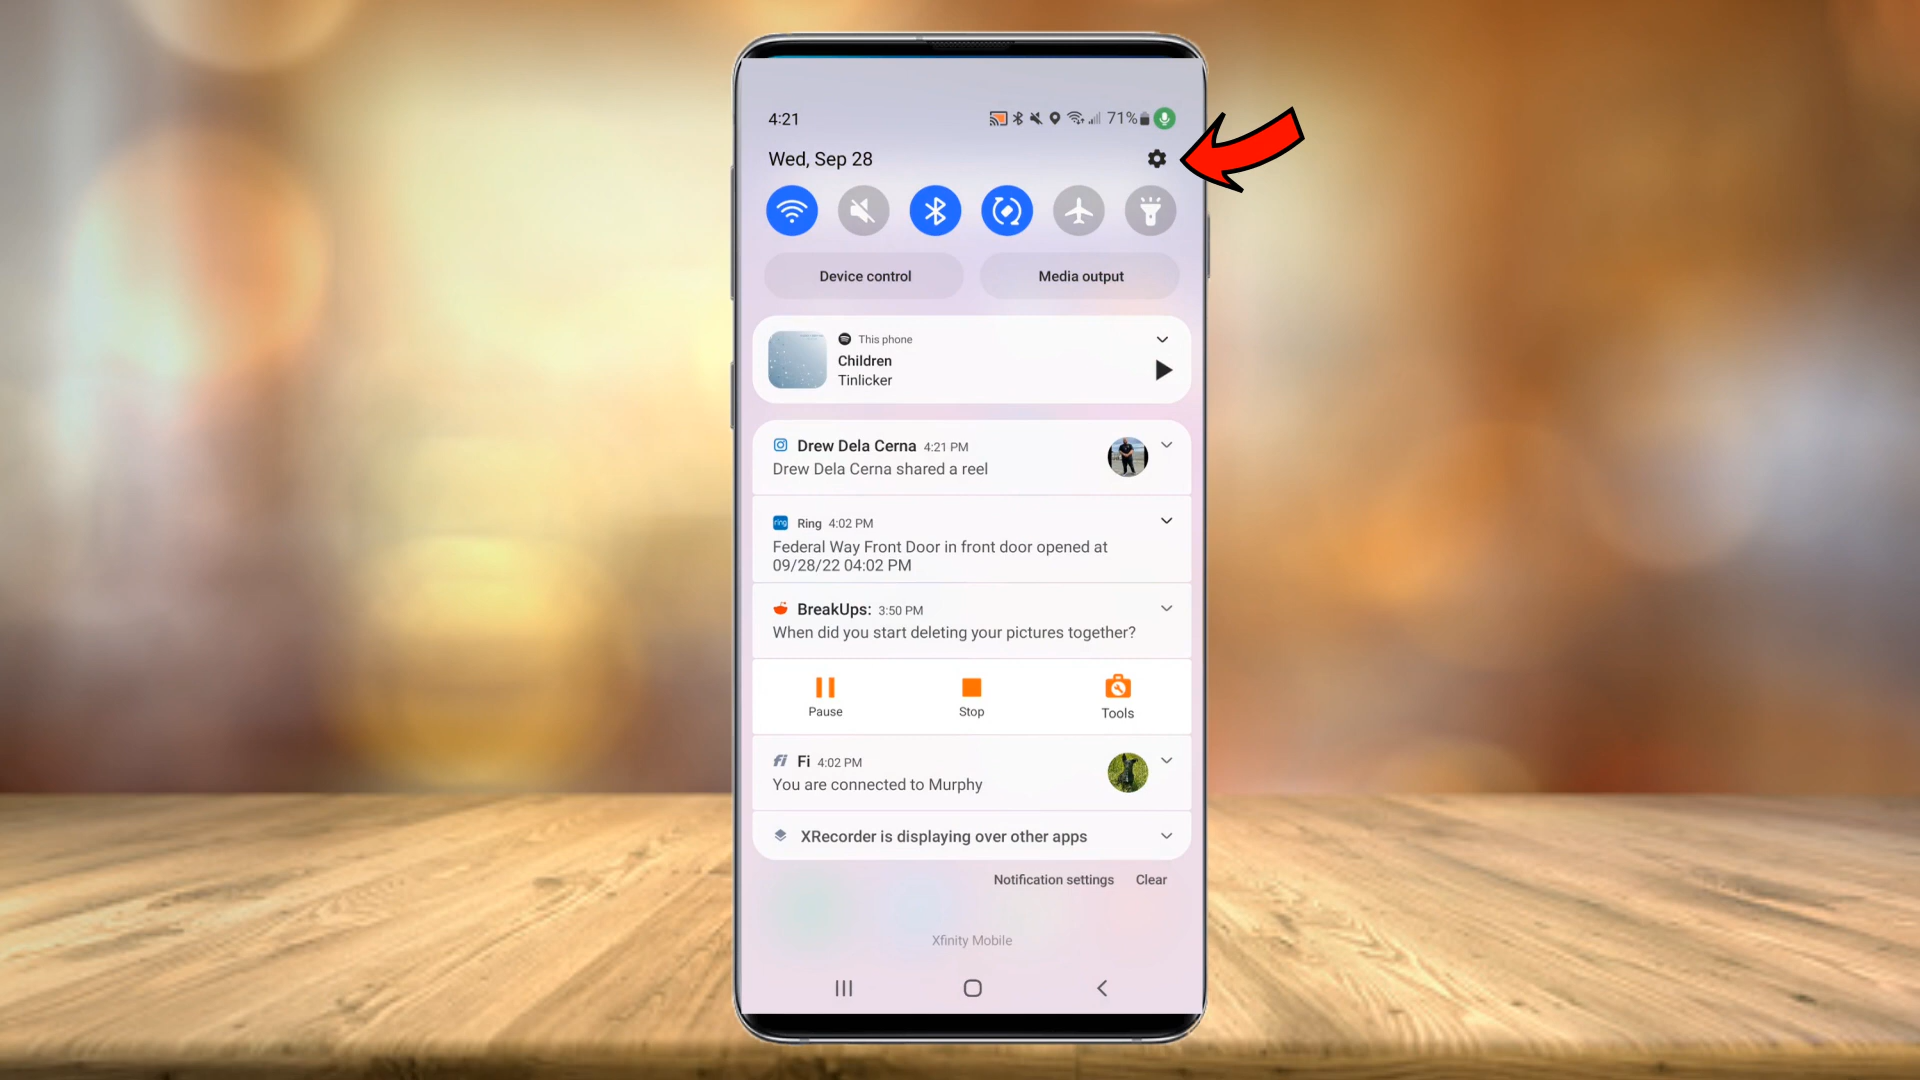 4:21
71%
Wed, Sep 28
Device control
Media output
This phone
Children
Tinlicker
Drew Dela Cerna 4:21 PM
Drew Dela Cerna shared a reel
ring
Ring 4:02 PM
Federal Way Front Door in front door opened at
09/28/22 04:02 PM
BreakUps: 3:50 PM
When did you start deleting your pictures together?
Pause
Stop
Tools
fi Fi 4:02 PM
You are connected to Murphy
XRecorder is displaying over other apps
Notification settings
Clear
Xfinity Mobile